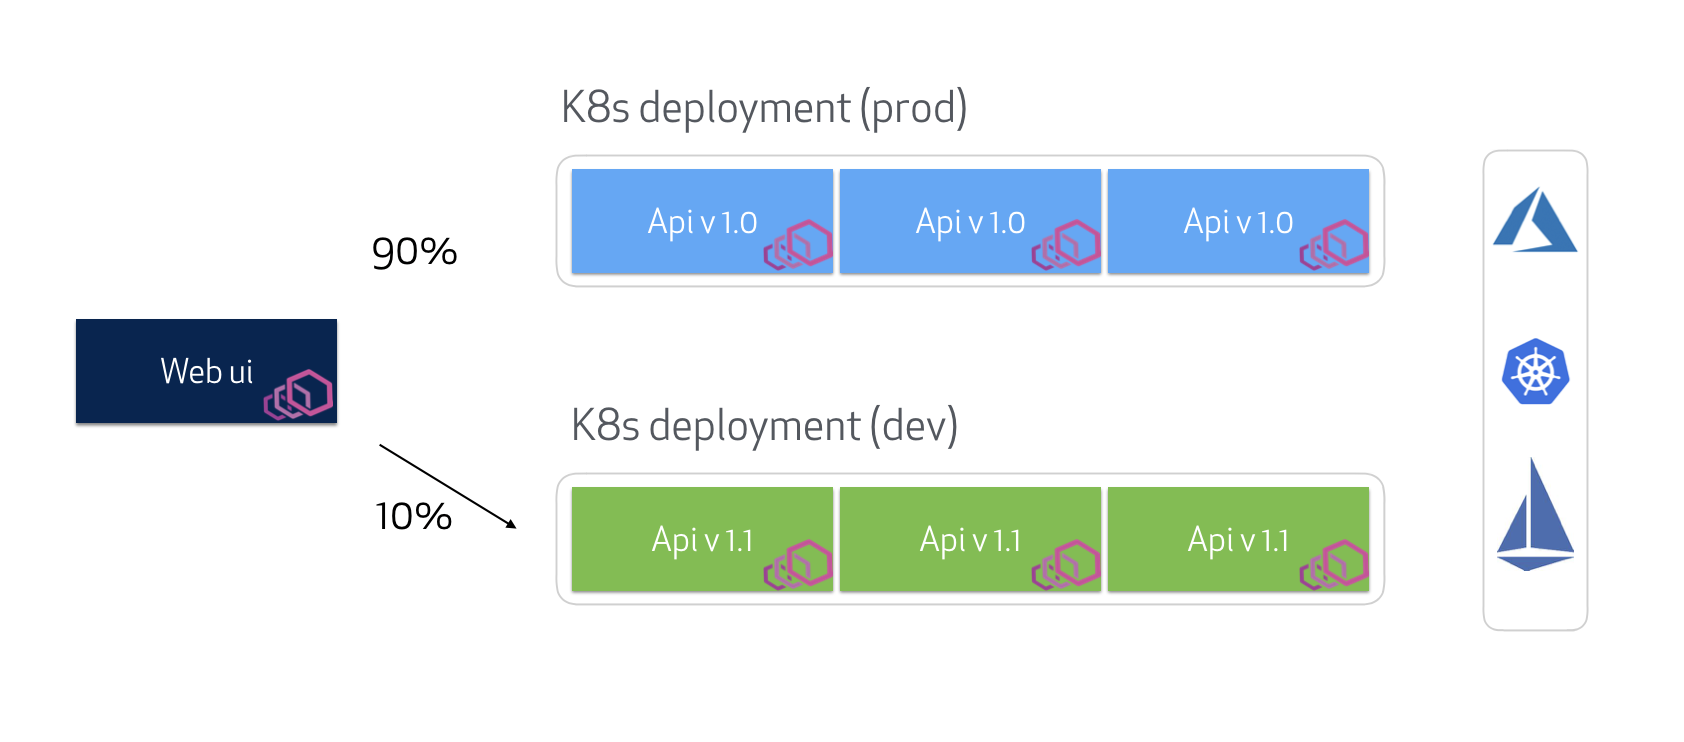 K8s deployment (prod)
Api v 1.0
Api v 1.0
Api v 1.0
90%
Web ui
K8s deployment (dev)
10%
Api v 1.1
Api v 1.1
Api v 1.1